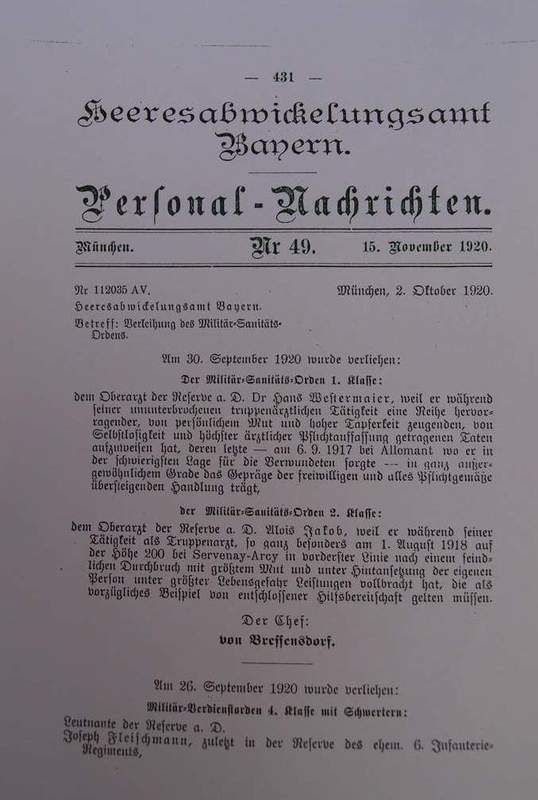 — 431 —
Heeresabwickelungsamt
Bayern.
Personal-Nachrichten.
München. Nr 49. 15. November 1920.
Nr 112035 AV. München, 2. Oktober 1920.
Heeresabwickelungsamt Bayern.
Betreff: Verleihung des Militär-Sanitäts-
Ordens.
Am 30. September 1920 wurde verliehen:
Der Militär-Sanitäts-Orden 1. Klasse:
dem Oberarzt der Reserve a. D. Dr Hans Westermaier, weil er während
seiner ununterbrochenen truppenärztlichen Tätigkeit eine Reihe hervor-
ragender, von persönlichem Mut und hoher Tapferkeit zeugenden, von
Selbstlosigkeit und höchster ärztlicher Pflichtauffassung getragenen Taten
aufzuweisen hat, deren letzte — am 6. 9. 1917 bei Allemant wo er in
der schwierigsten Lage für die Verwundeten sorgte — in ganz außer-
gewöhnlichem Grade das Gepräge der freiwilligen und alles Pflichtgemäße
übersteigenden Handlung trägt,
der Militär-Sanitäts-Orden 2. Klasse:
dem Oberarzt der Reserve a. D. Alois Jakob, weil er während seiner
Tätigkeit als Truppenarzt, so ganz besonders am 1. August 1918 auf
der Höhe 200 bei Servenay-Arcy in vorderster Linie nach einem feind-
lichen Durchbruch mit größtem Mut und unter Hintansetzung der eigenen
Person unter größter Lebensgefahr Leistungen vollbracht hat, die als
vorzügliches Beispiel von entschlossener Hilfsbereitschaft gelten müssen.
Der Chef:
von Bressensdorf.
Am 26. September 1920 wurde verliehen:
Militär-Verdienstorden 4. Klasse mit Schwertern:
Leutnante der Reserve a. D.
Joseph Fleischmann, zuletzt in der Reserve des ehem. 6. Infanterie-
Regiments,